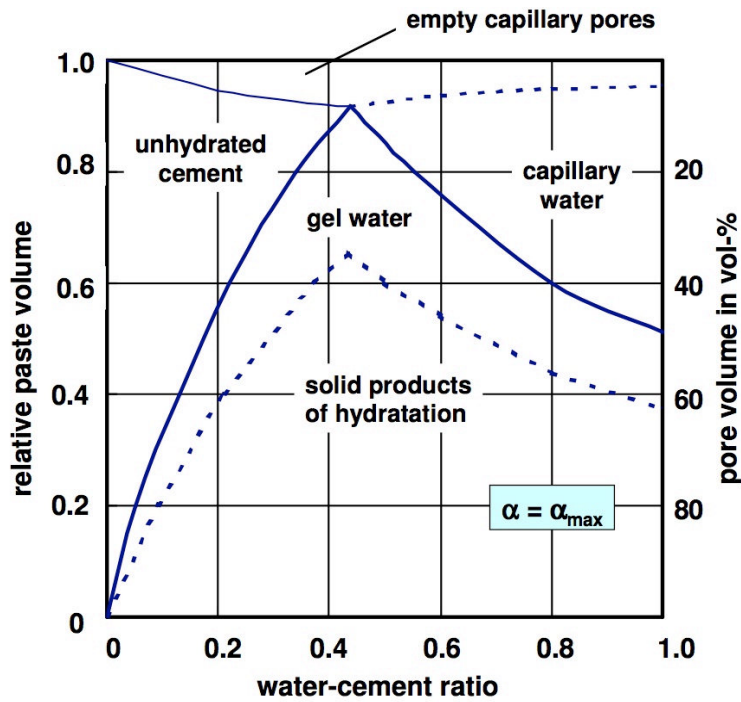 empty capillary pores
1.0
unhydrated
cement
capillary
water
0.8
20
gel water
relative paste volume
pore volume in vol-%
0.6
40
solid products
of hydratation
0.4
60
0.2
80
α = αmax
0
0
0.2
0.4
0.6
0.8
1.0
water-cement ratio